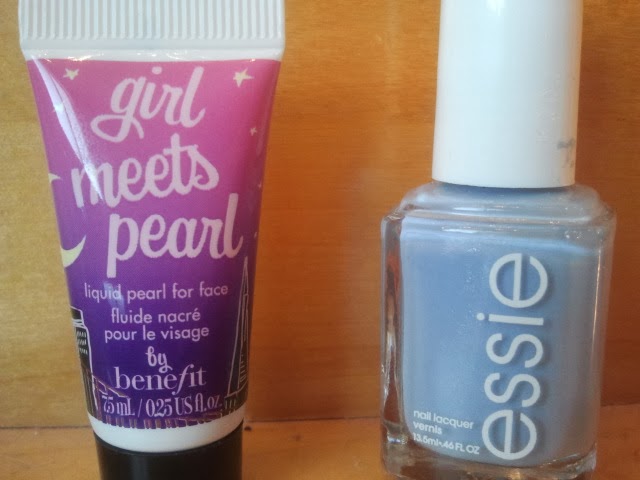 girl
meets
pearl
liquid pearl for face
fluide nacré
pour le visage
by
benefit
7.5 ml. / 0.25 US fl.oz.
essie
nail lacquer
vernis
13.5ml-.46 FL OZ